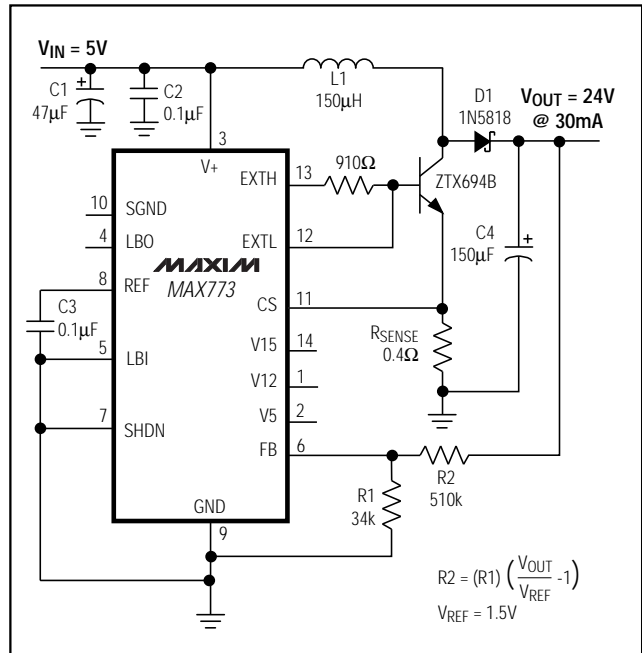 VIN = 5V
C1
47μF
C2
0.1μF
L1
150μH
D1
1N5818
VOUT = 24V
@ 30mA
3
V+
10
SGND
4
LBO
8
REF
C3
0.1μF
5
LBI
7
SHDN
MAXIM
MAX773
EXTH
13
910Ω
ZTX694B
EXTL
12
C4
150μF
CS
11
RSENSE
0.4Ω
V15
14
V12
1
V5
2
FB
6
R2
510k
R1
34k
GND
9
R2 = (R1) (VOUT/VREF -1)
VREF = 1.5V